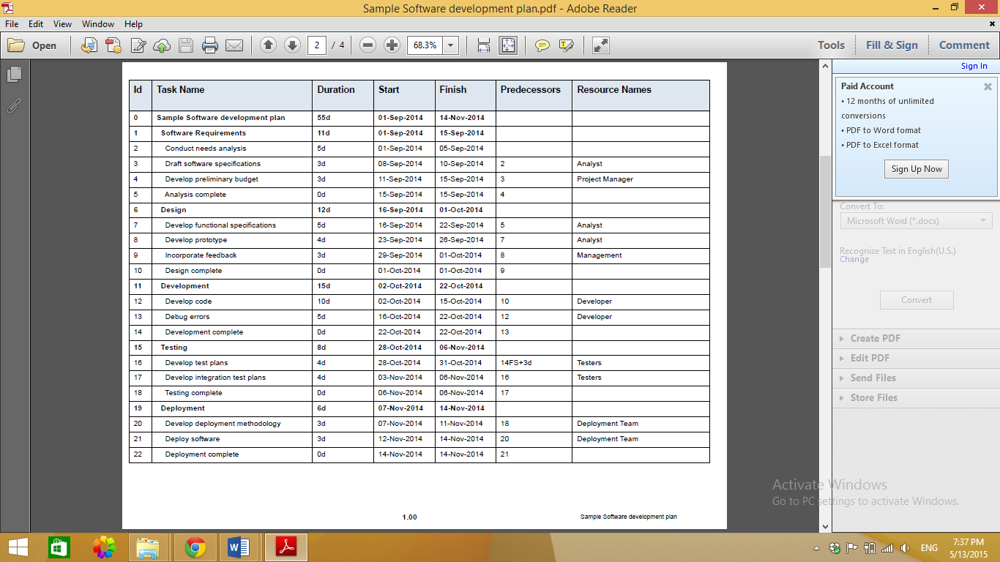 Sample Software development plan.pdf - Adobe Reader
File Edit View Window Help
Open 2 / 4 68.3% Tools Fill & Sign Comment
Sign In
Paid Account
• 12 months of unlimited
conversions
• PDF to Word format
• PDF to Excel format
Sign Up Now
Convert To:
Microsoft Word (*.docx)
Recognize Text in English(U.S.)
Change
Convert
Create PDF
Edit PDF
Send Files
Store Files
Id Task Name Duration Start Finish Predecessors Resource Names
0 Sample Software development plan 55d 01-Sep-2014 14-Nov-2014
1 Software Requirements 11d 01-Sep-2014 15-Sep-2014
2 Conduct needs analysis 5d 01-Sep-2014 05-Sep-2014
3 Draft software specifications 3d 08-Sep-2014 10-Sep-2014 2 Analyst
4 Develop preliminary budget 3d 11-Sep-2014 15-Sep-2014 3 Project Manager
5 Analysis complete 0d 15-Sep-2014 15-Sep-2014 4
6 Design 12d 16-Sep-2014 01-Oct-2014
7 Develop functional specifications 5d 16-Sep-2014 22-Sep-2014 5 Analyst
8 Develop prototype 4d 23-Sep-2014 26-Sep-2014 7 Analyst
9 Incorporate feedback 3d 29-Sep-2014 01-Oct-2014 8 Management
10 Design complete 0d 01-Oct-2014 01-Oct-2014 9
11 Development 15d 02-Oct-2014 22-Oct-2014
12 Develop code 10d 02-Oct-2014 15-Oct-2014 10 Developer
13 Debug errors 5d 16-Oct-2014 22-Oct-2014 12 Developer
14 Development complete 0d 22-Oct-2014 22-Oct-2014 13
15 Testing 8d 28-Oct-2014 06-Nov-2014
16 Develop test plans 4d 28-Oct-2014 31-Oct-2014 14FS+3d Testers
17 Develop integration test plans 4d 03-Nov-2014 06-Nov-2014 16 Testers
18 Testing complete 0d 06-Nov-2014 06-Nov-2014 17
19 Deployment 6d 07-Nov-2014 14-Nov-2014
20 Develop deployment methodology 3d 07-Nov-2014 11-Nov-2014 18 Deployment Team
21 Deploy software 3d 12-Nov-2014 14-Nov-2014 20 Deployment Team
22 Deployment complete 0d 14-Nov-2014 14-Nov-2014 21
1.00 Sample Software development plan
Activate Windows
Go to PC settings to activate Windows.
ENG 7:37 PM
5/13/2015